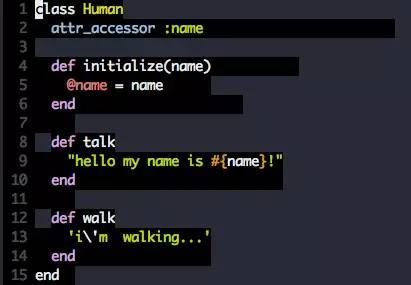 1 class Human
2   attr_accessor :name
3
4   def initialize(name)
5     @name = name
6   end
7
8   def talk
9     "hello my name is #{name}!"
10   end
11
12   def walk
13     'i\'m  walking...'
14   end
15 end